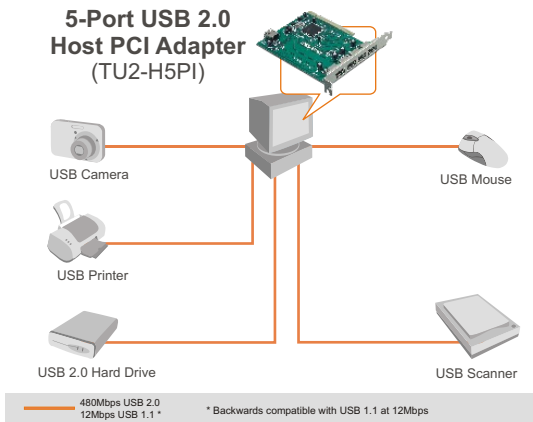 5-Port USB 2.0
Host PCI Adapter
(TU2-H5PI)
USB Camera
USB Mouse
USB Printer
USB 2.0 Hard Drive
USB Scanner
480Mbps USB 2.0
12Mbps USB 1.1 *
* Backwards compatible with USB 1.1 at 12Mbps